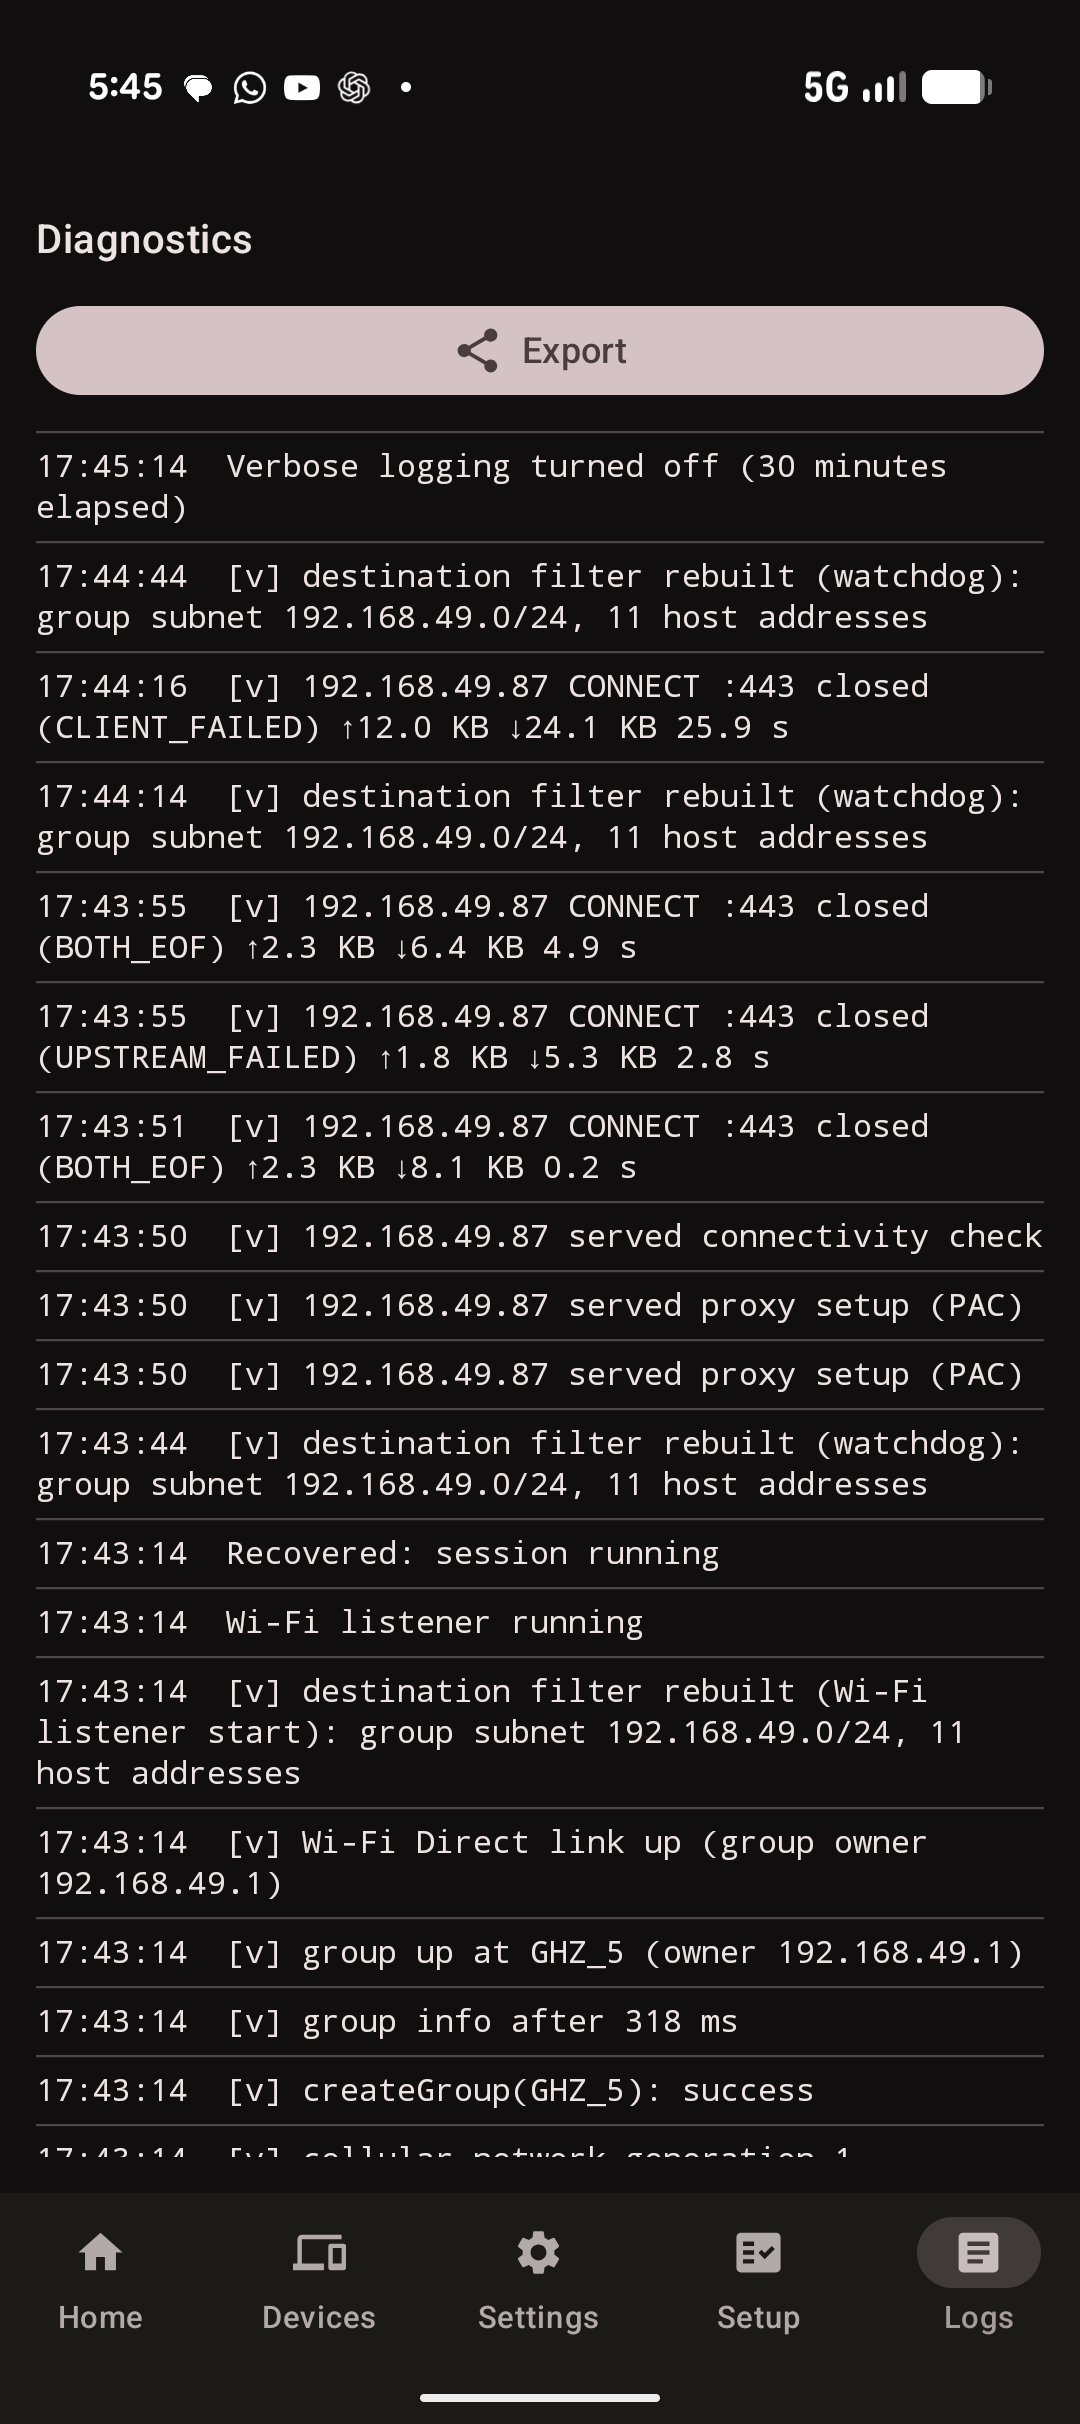 5:45
5G
Diagnostics
Export
17:45:14  Verbose logging turned off (30 minutes
elapsed)
17:44:44  [v] destination filter rebuilt (watchdog):
group subnet 192.168.49.0/24, 11 host addresses
17:44:16  [v] 192.168.49.87 CONNECT :443 closed
(CLIENT_FAILED) ↑12.0 KB ↓24.1 KB 25.9 s
17:44:14  [v] destination filter rebuilt (watchdog):
group subnet 192.168.49.0/24, 11 host addresses
17:43:55  [v] 192.168.49.87 CONNECT :443 closed
(BOTH_EOF) ↑2.3 KB ↓6.4 KB 4.9 s
17:43:55  [v] 192.168.49.87 CONNECT :443 closed
(UPSTREAM_FAILED) ↑1.8 KB ↓5.3 KB 2.8 s
17:43:51  [v] 192.168.49.87 CONNECT :443 closed
(BOTH_EOF) ↑2.3 KB ↓8.1 KB 0.2 s
17:43:50  [v] 192.168.49.87 served connectivity check
17:43:50  [v] 192.168.49.87 served proxy setup (PAC)
17:43:50  [v] 192.168.49.87 served proxy setup (PAC)
17:43:44  [v] destination filter rebuilt (watchdog):
group subnet 192.168.49.0/24, 11 host addresses
17:43:14  Recovered: session running
17:43:14  Wi-Fi listener running
17:43:14  [v] destination filter rebuilt (Wi-Fi
listener start): group subnet 192.168.49.0/24, 11
host addresses
17:43:14  [v] Wi-Fi Direct link up (group owner
192.168.49.1)
17:43:14  [v] group up at GHZ_5 (owner 192.168.49.1)
17:43:14  [v] group info after 318 ms
17:43:14  [v] createGroup(GHZ_5): success
17:43:14  [v] cellular network generation 1
Home
Devices
Settings
Setup
Logs